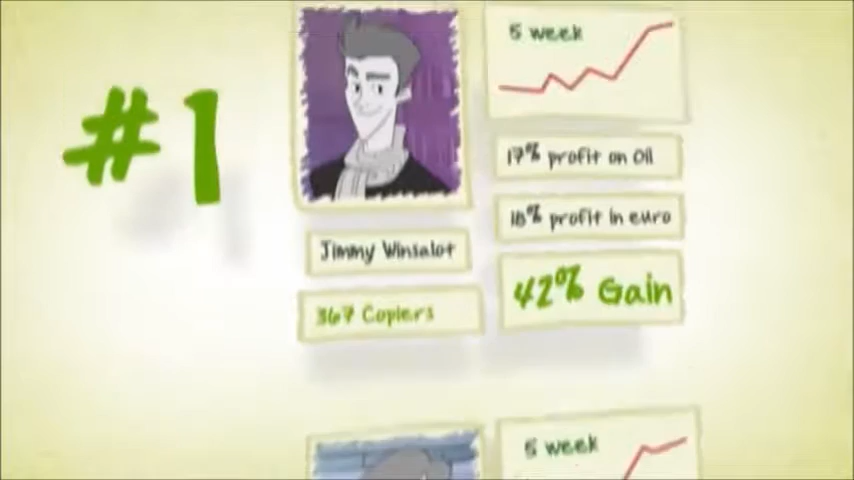 #1
5 week
17% profit on Oil
18% profit in euro
Jimmy Winsalot
42% Gain
367 Copiers
5 week